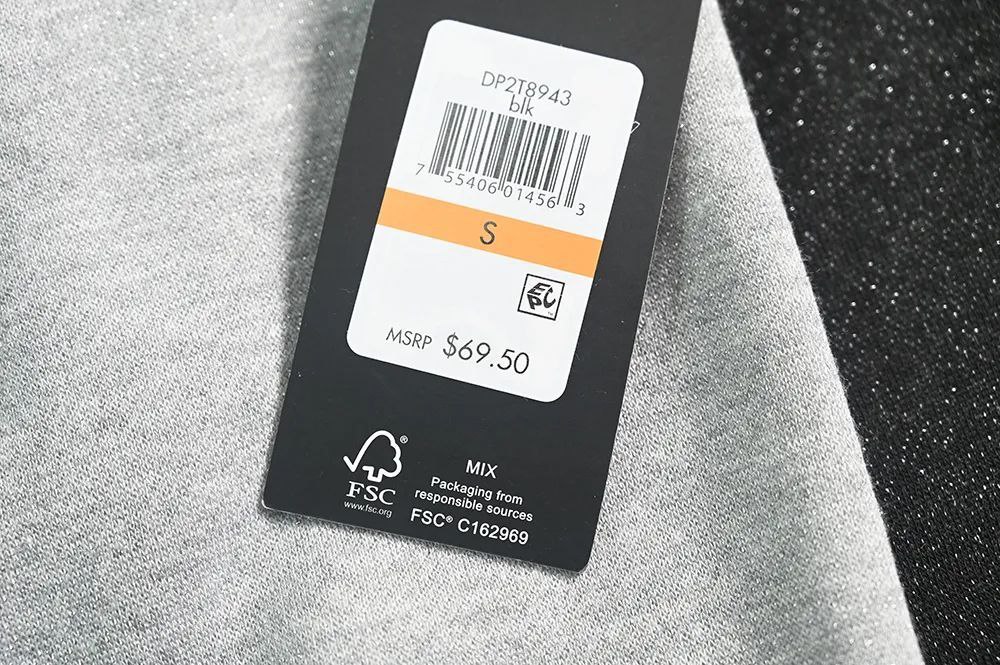 DP2T8943
blk
7 55406 01456 3
S
EPC
MSRP $69.50
FSC®
www.fsc.org
MIX
Packaging from
responsible sources
FSC® C162969